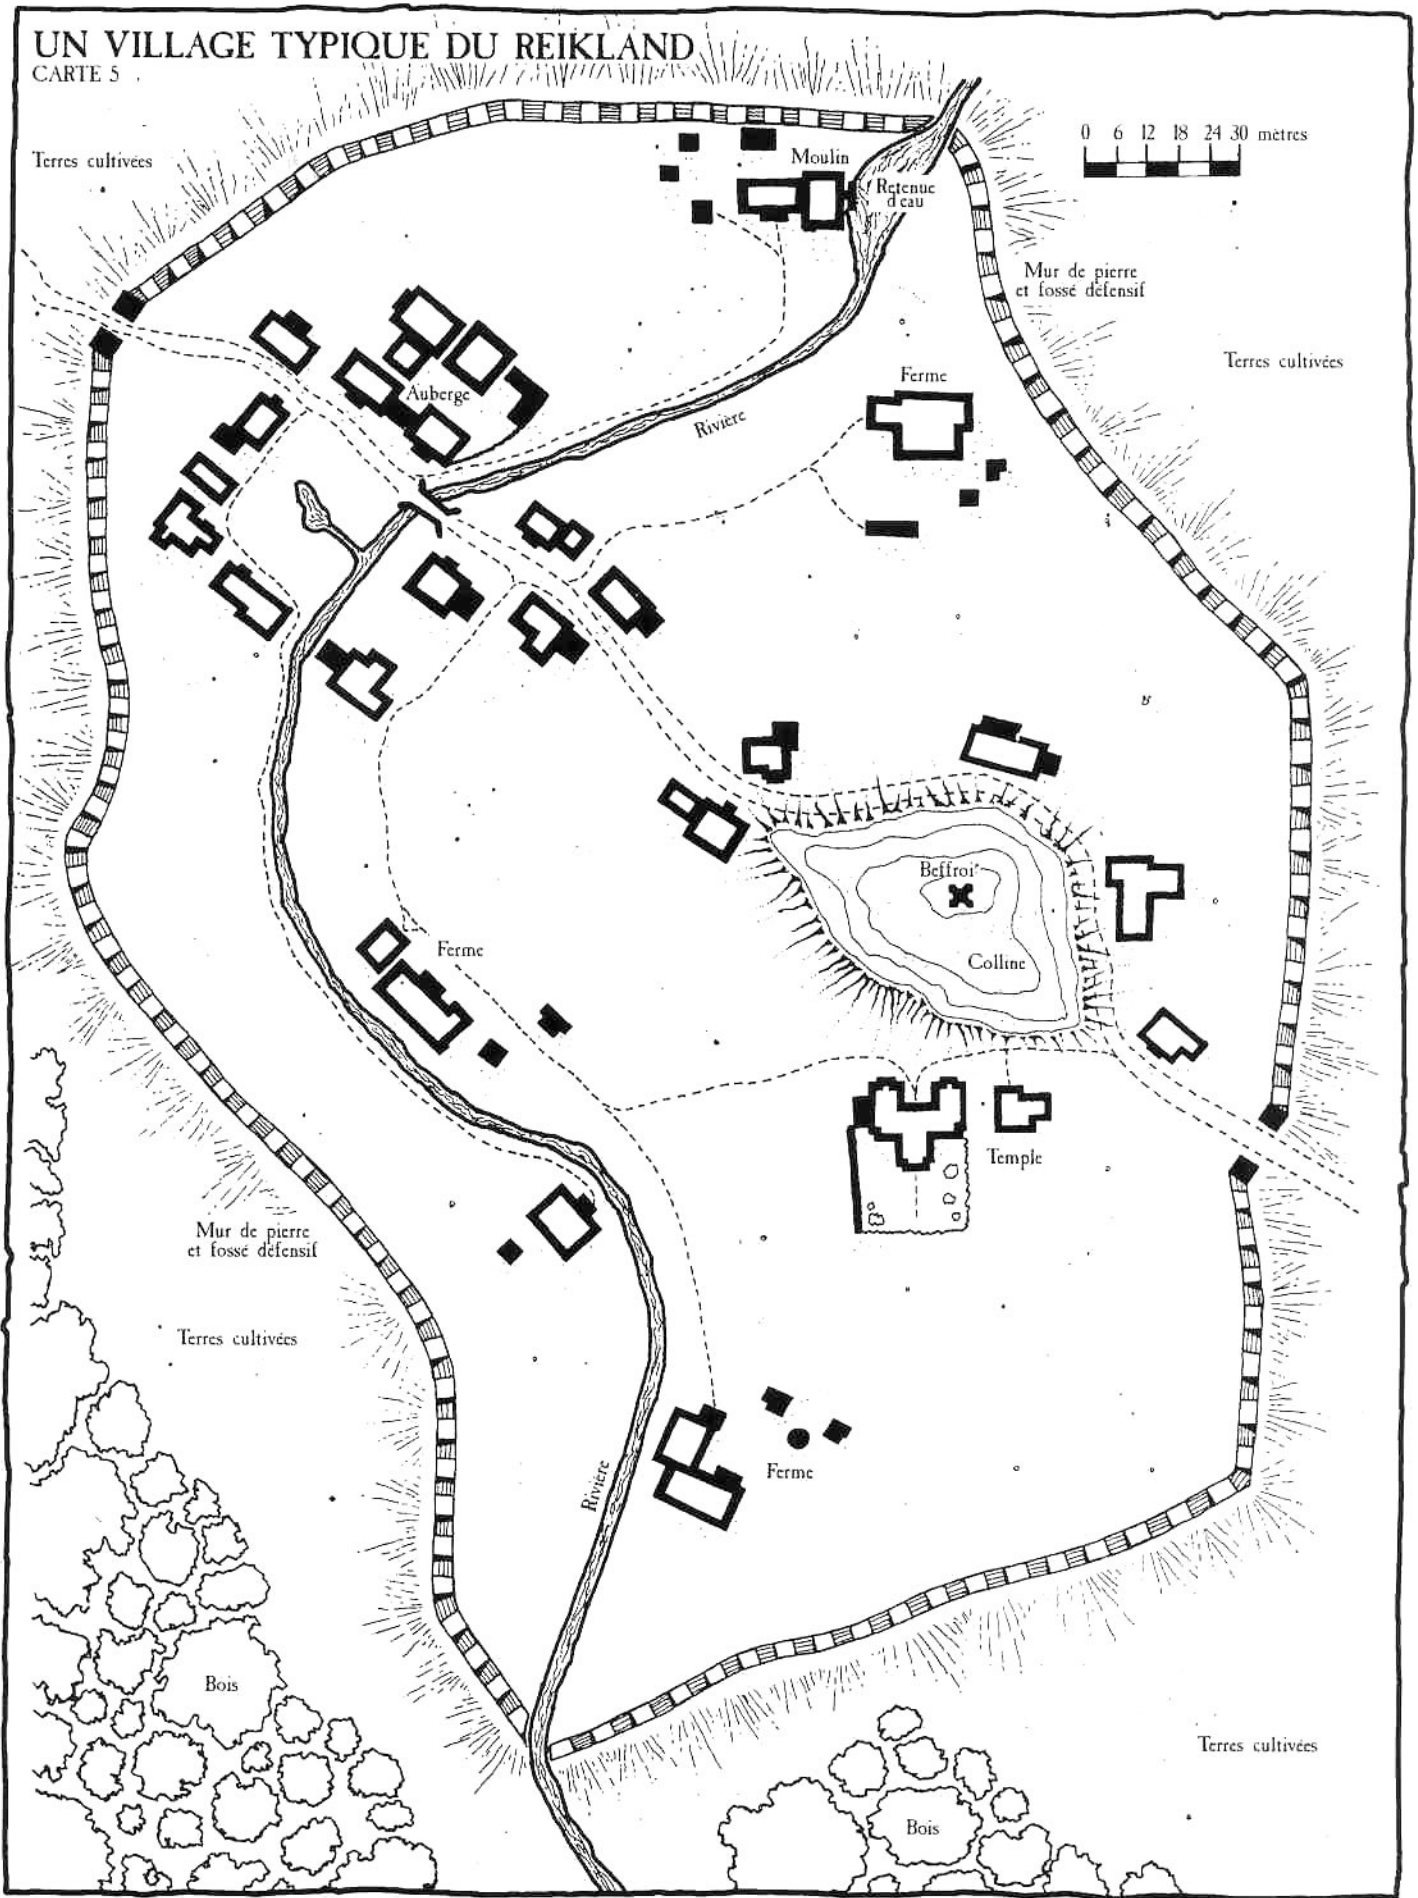 UN VILLAGE TYPIQUE DU REIKLAND
CARTE 5
0 6 12 18 24 30 mètres
Terres cultivées
Moulin
Retenue
d'eau
Mur de pierre
et fossé défensif
Terres cultivées
Ferme
Auberge
Rivière
Beffroi
Colline
Ferme
Temple
Mur de pierre
et fossé défensif
Terres cultivées
Ferme
Rivière
Bois
Terres cultivées
Bois